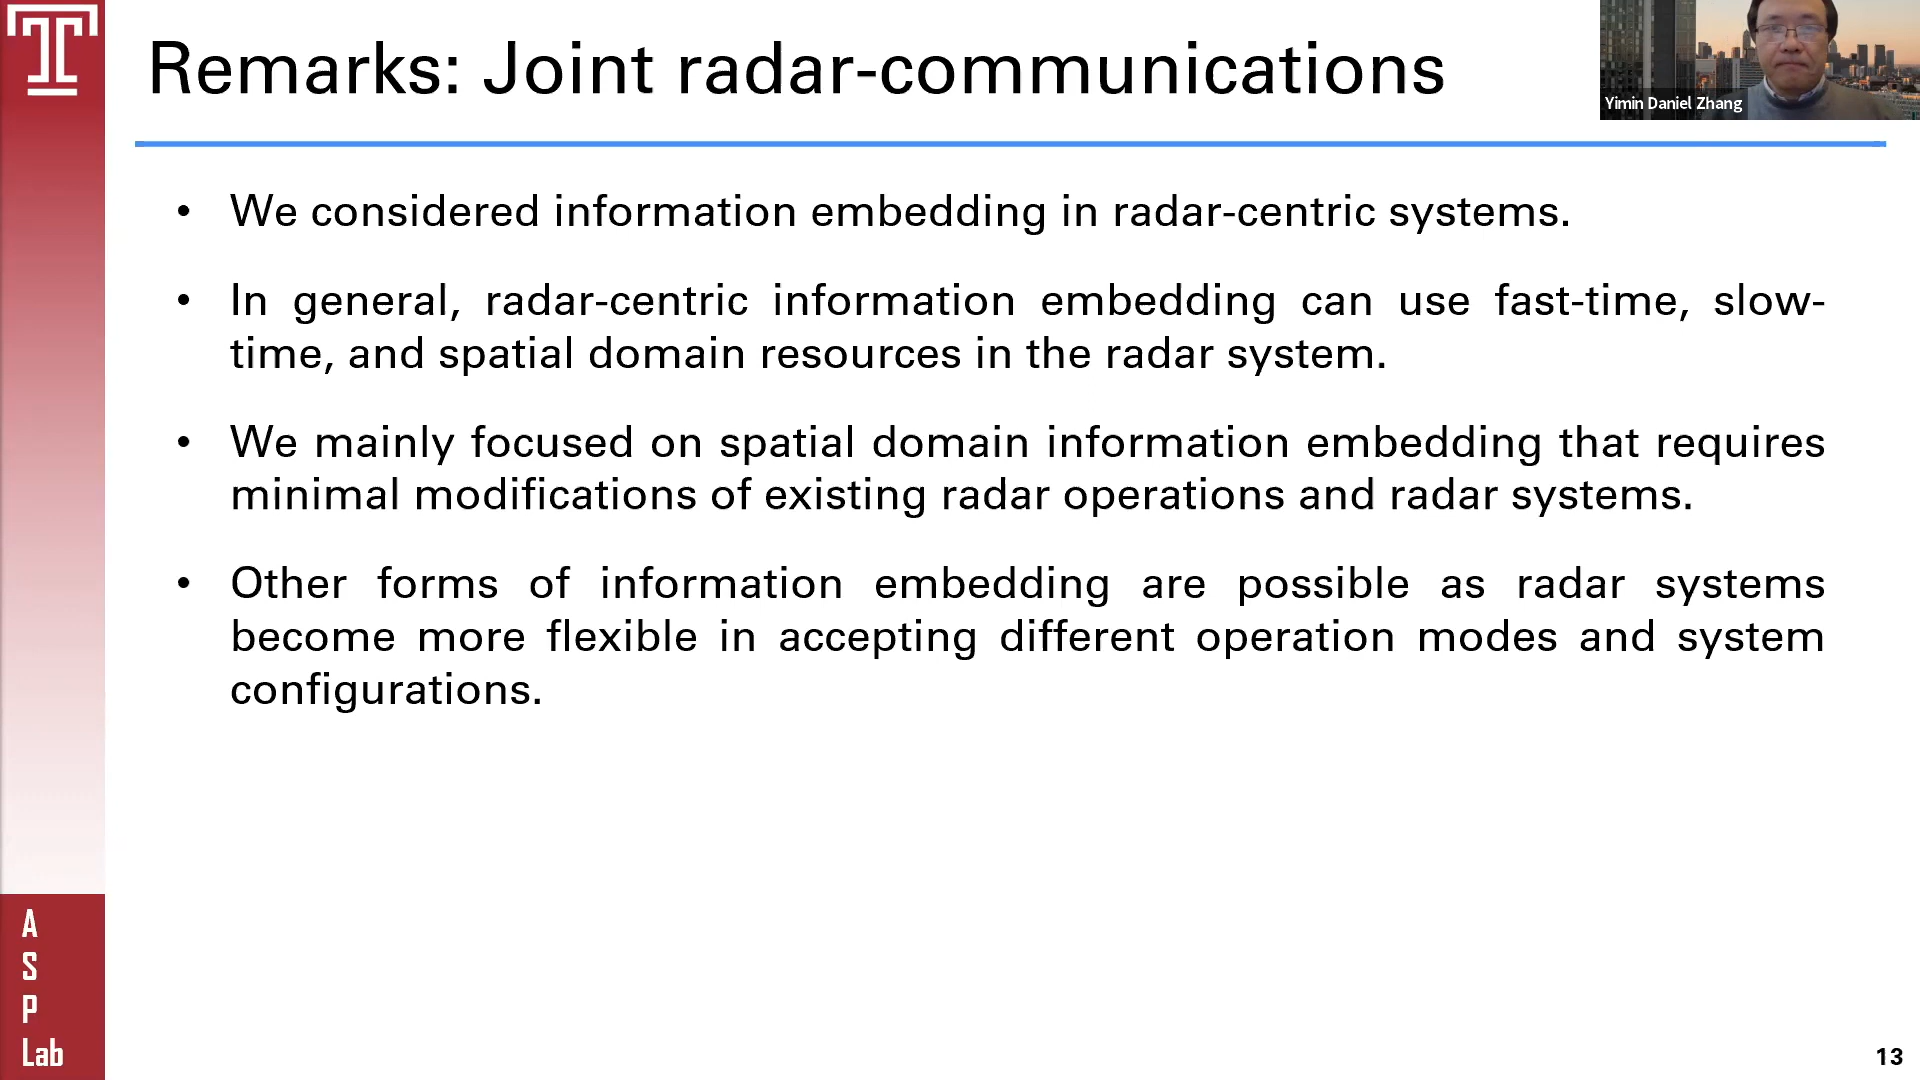 Remarks: Joint radar-communications
Yimin Daniel Zhang
• We considered information embedding in radar-centric systems.
• In general, radar-centric information embedding can use fast-time, slow-
time, and spatial domain resources in the radar system.
• We mainly focused on spatial domain information embedding that requires
minimal modifications of existing radar operations and radar systems.
• Other forms of information embedding are possible as radar systems
become more flexible in accepting different operation modes and system
configurations.
A
S
P
Lab
13